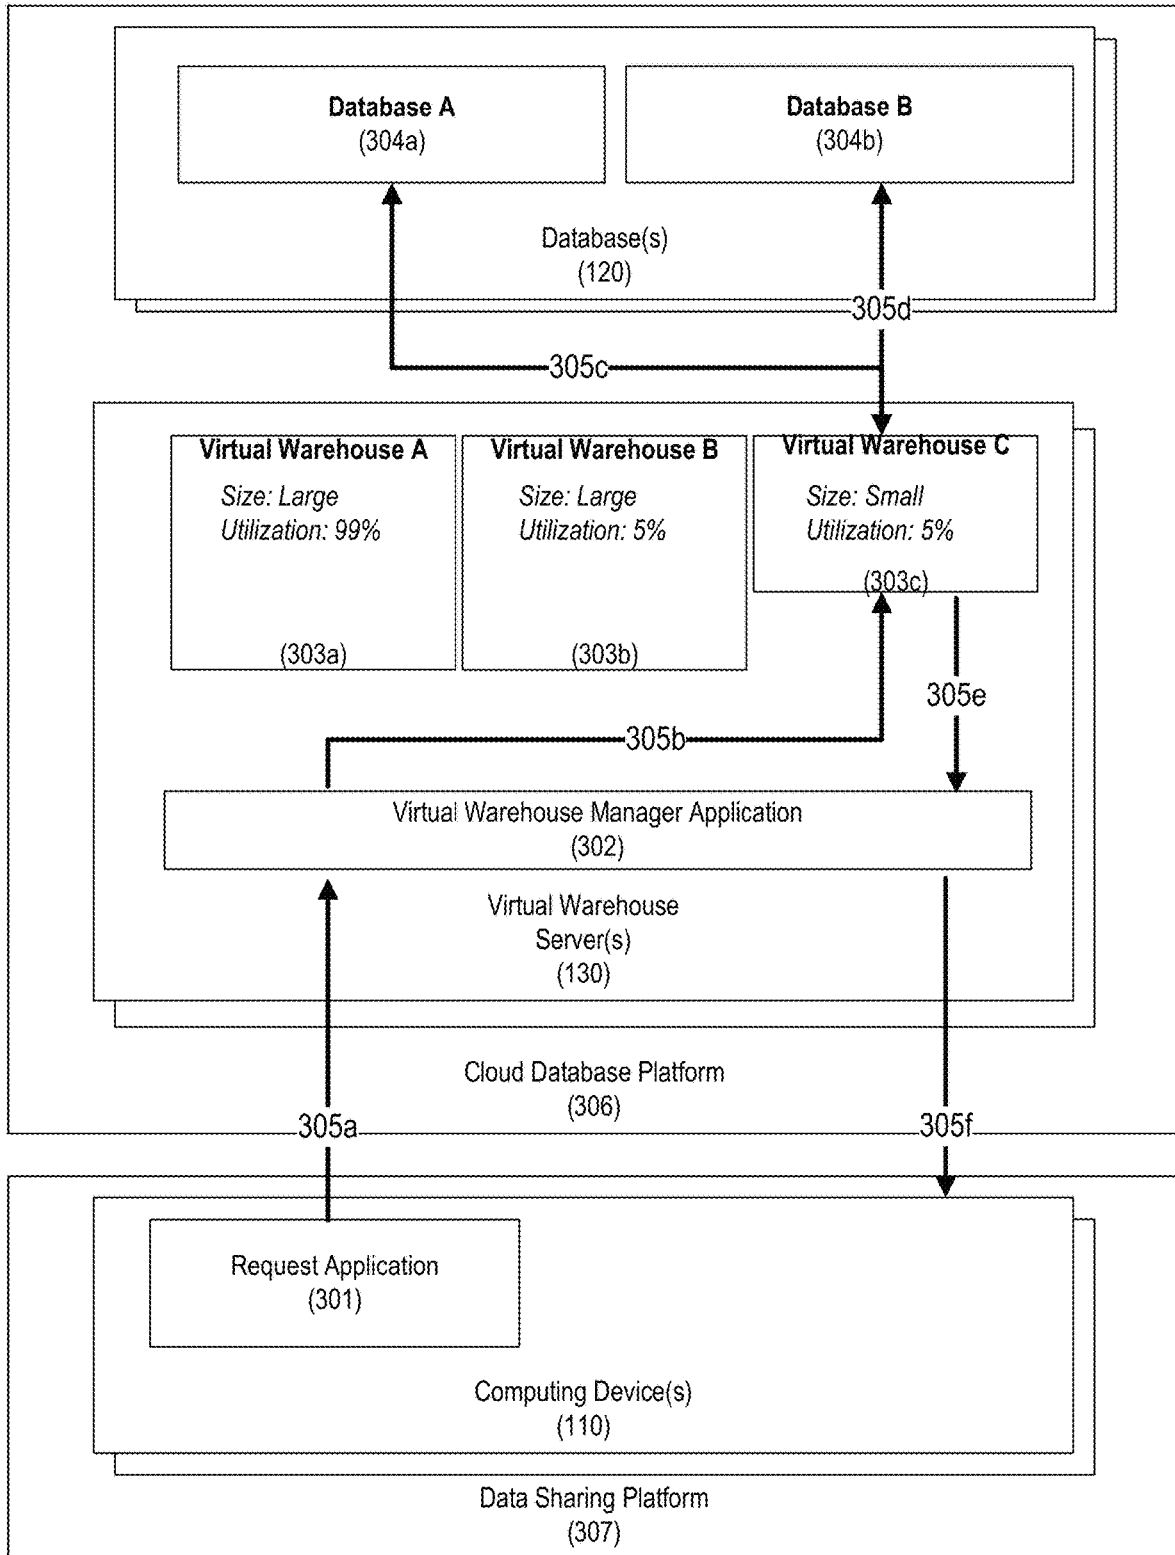 Database A
(304a)
Database B
(304b)
Database(s)
(120)
305d
305c
Virtual Warehouse A
Size: Large
Utilization: 99%
(303a)
Virtual Warehouse B
Size: Large
Utilization: 5%
(303b)
Virtual Warehouse C
Size: Small
Utilization: 5%
(303c)
305e
305b
Virtual Warehouse Manager Application
(302)
Virtual Warehouse
Server(s)
(130)
Cloud Database Platform
(306)
305a
305f
Request Application
(301)
Computing Device(s)
(110)
Data Sharing Platform
(307)